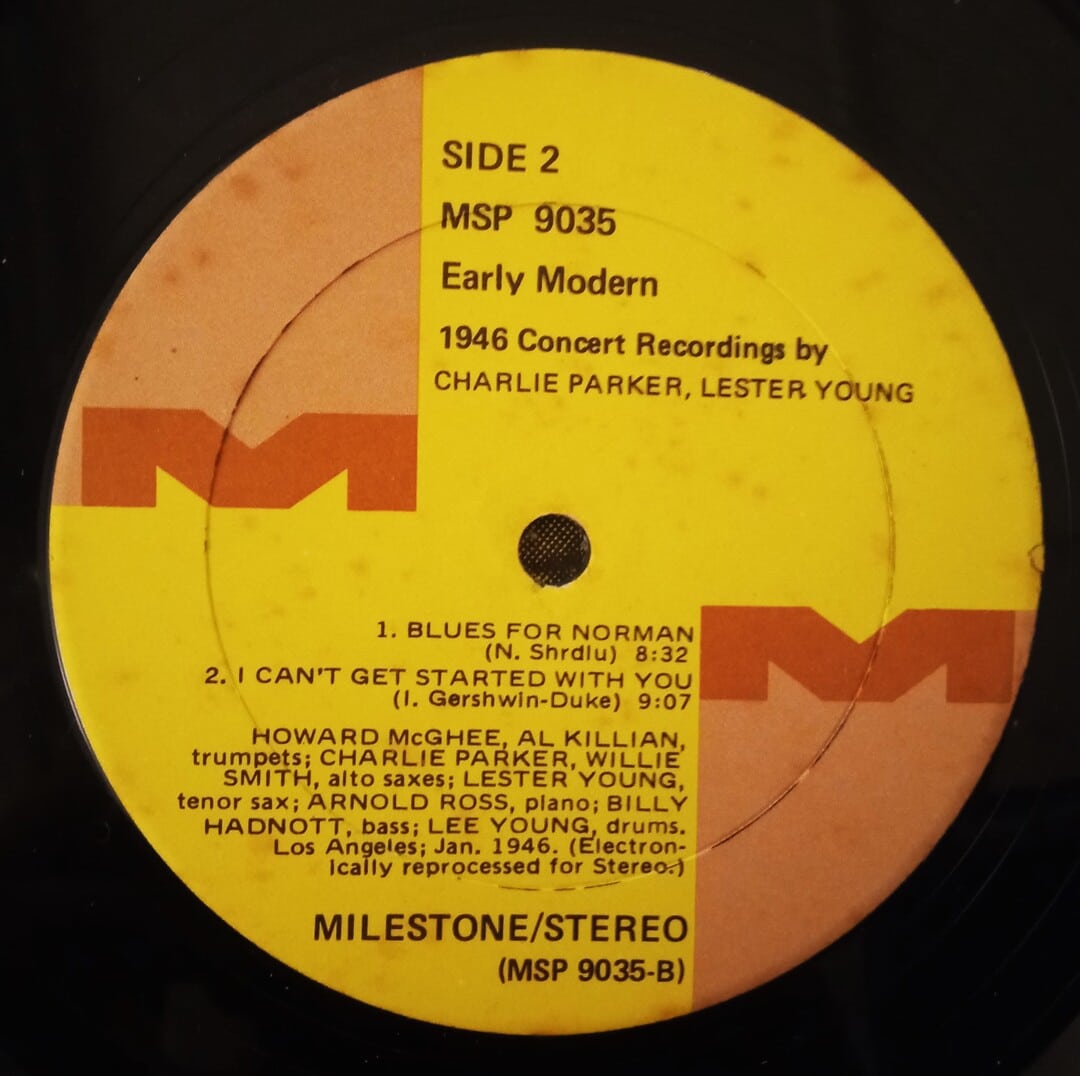 SIDE 2
MSP 9035
Early Modern
1946 Concert Recordings by
CHARLIE PARKER, LESTER YOUNG
1. BLUES FOR NORMAN
(N. Shrdlu) 8:32
2. I CAN'T GET STARTED WITH YOU
(I. Gershwin-Duke) 9:07
HOWARD McGHEE, AL KILLIAN,
trumpets; CHARLIE PARKER, WILLIE
SMITH, alto saxes; LESTER YOUNG,
tenor sax; ARNOLD ROSS, piano; BILLY
HADNOTT, bass; LEE YOUNG, drums.
Los Angeles; Jan. 1946. (Electron-
ically reprocessed for Stereo.)
MILESTONE/STEREO
(MSP 9035-B)